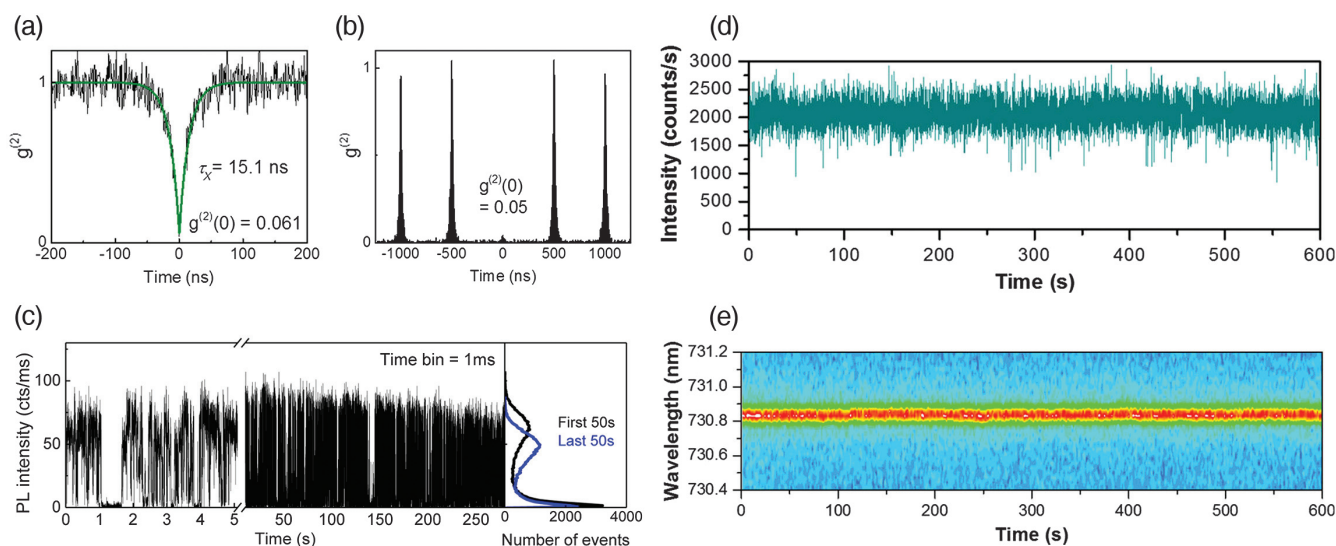 (a)
g(2)
1
0
τX= 15.1 ns
g(2)(0) = 0.061
-200 -100 0 100 200
Time (ns)
(b)
g(2)
1
0
g(2)(0)
= 0.05
-1000 -500 0 500 1000
Time (ns)
(c)
PL intensity (cts/ms)
100
50
0
Time bin = 1ms
First 50s
Last 50s
0 1 2 3 4 5 50 100 150 200 250 0 2000 4000
Time (s) Number of events
(d)
Intensity (counts/s)
3000
2500
2000
1500
1000
500
0
0 100 200 300 400 500 600
Time (s)
(e)
Wavelength (nm)
731.2
731.0
730.8
730.6
730.4
0 100 200 300 400 500 600
Time (s)